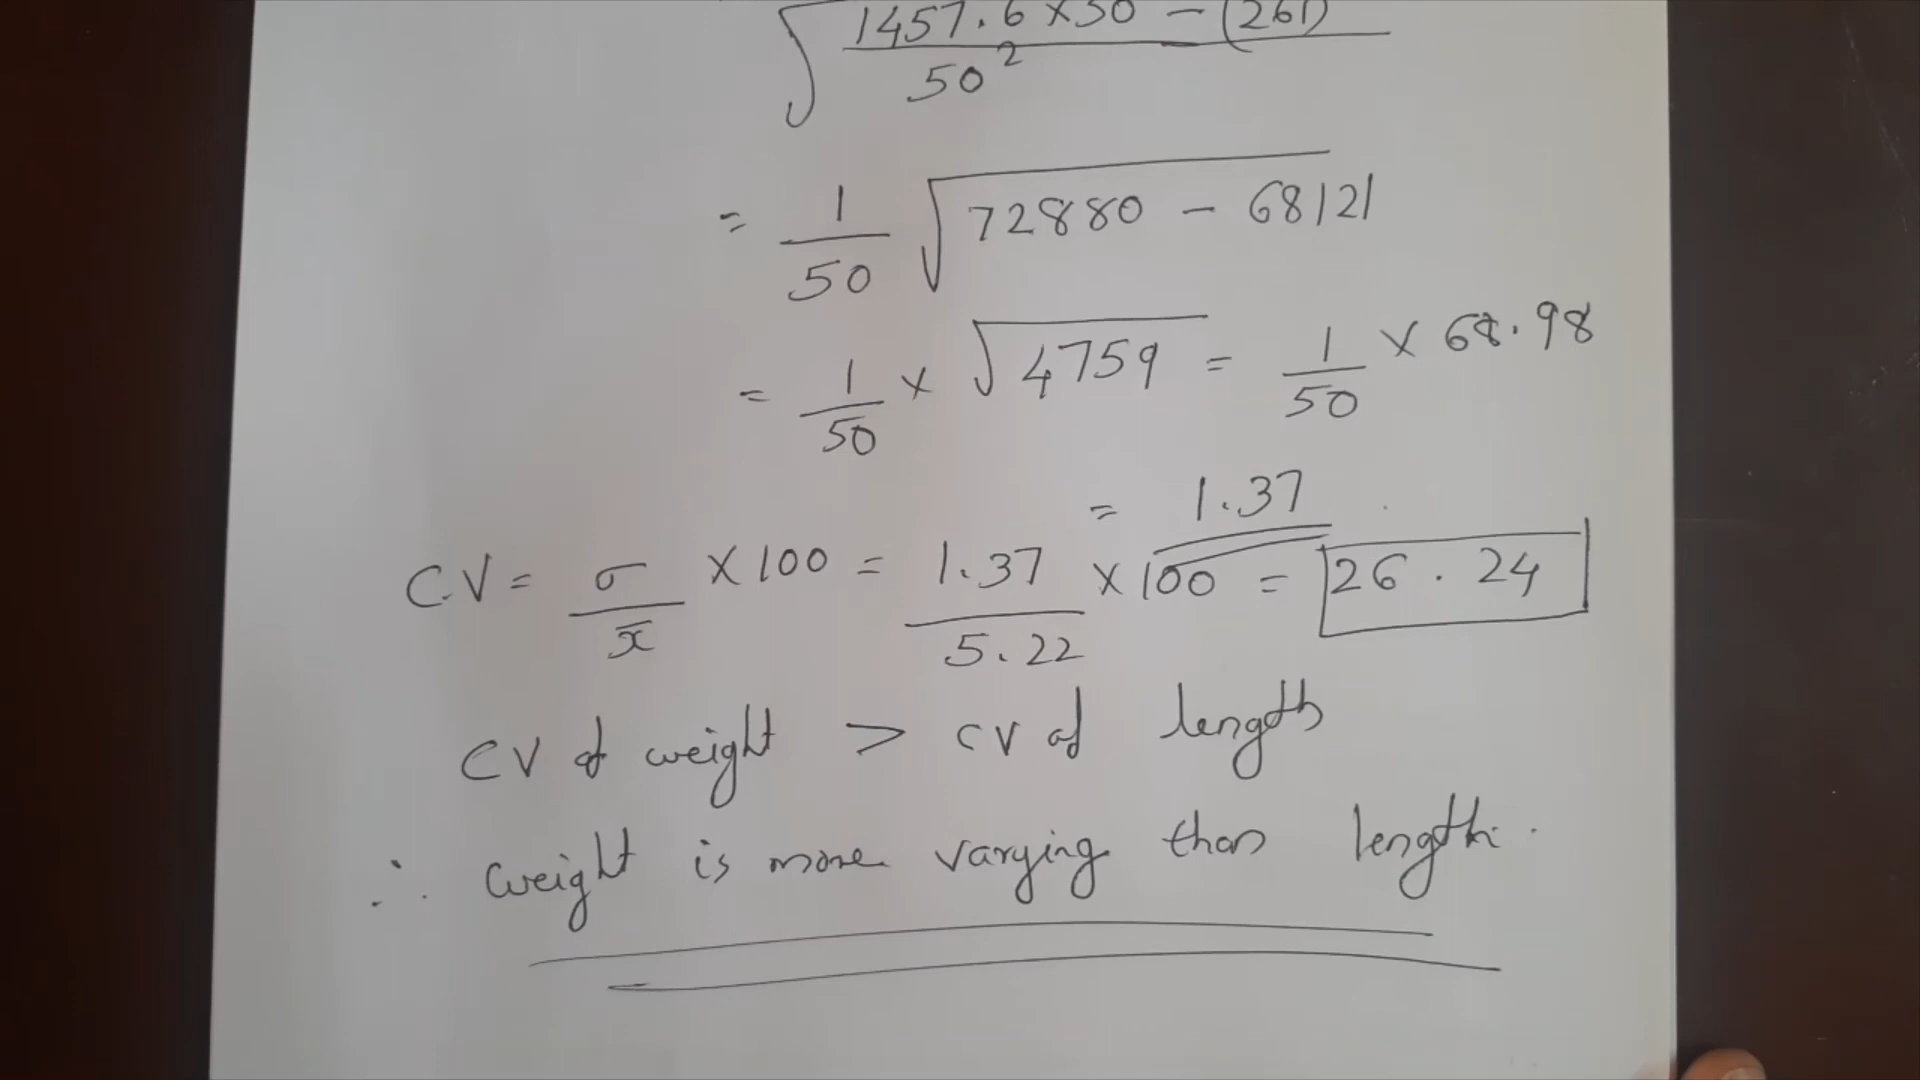 √ 1457.6 × 50 − (261)
50²
= 1/50 √ 72880 − 68121
= 1/50 × √ 4759 = 1/50 × 68.98
= 1.37
C.V = σ/x̄ × 100 = 1.37/5.22 × 100 = 26.24
CV of weight > CV of length
∴ weight is more varying than length.